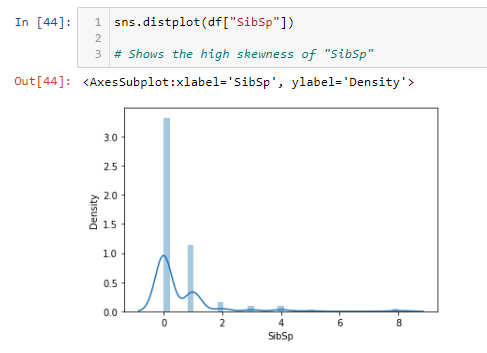 In [44]:
1 sns.distplot(df["SibSp"])
2
3 # Shows the high skewness of "SibSp"
Out[44]: <AxesSubplot:xlabel='SibSp', ylabel='Density'>
3.0
2.5
2.0
1.5
1.0
0.5
0.0
Density
0 2 4 6 8
SibSp